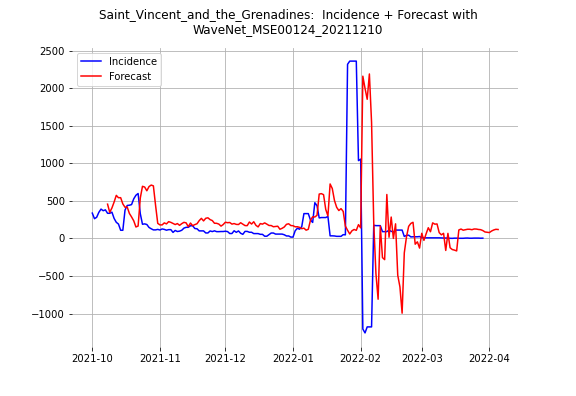 Saint_Vincent_and_the_Grenadines:  Incidence + Forecast with
WaveNet_MSE00124_20211210
Incidence
Forecast
2500
2000
1500
1000
500
0
−500
−1000
2021-10 2021-11 2021-12 2022-01 2022-02 2022-03 2022-04